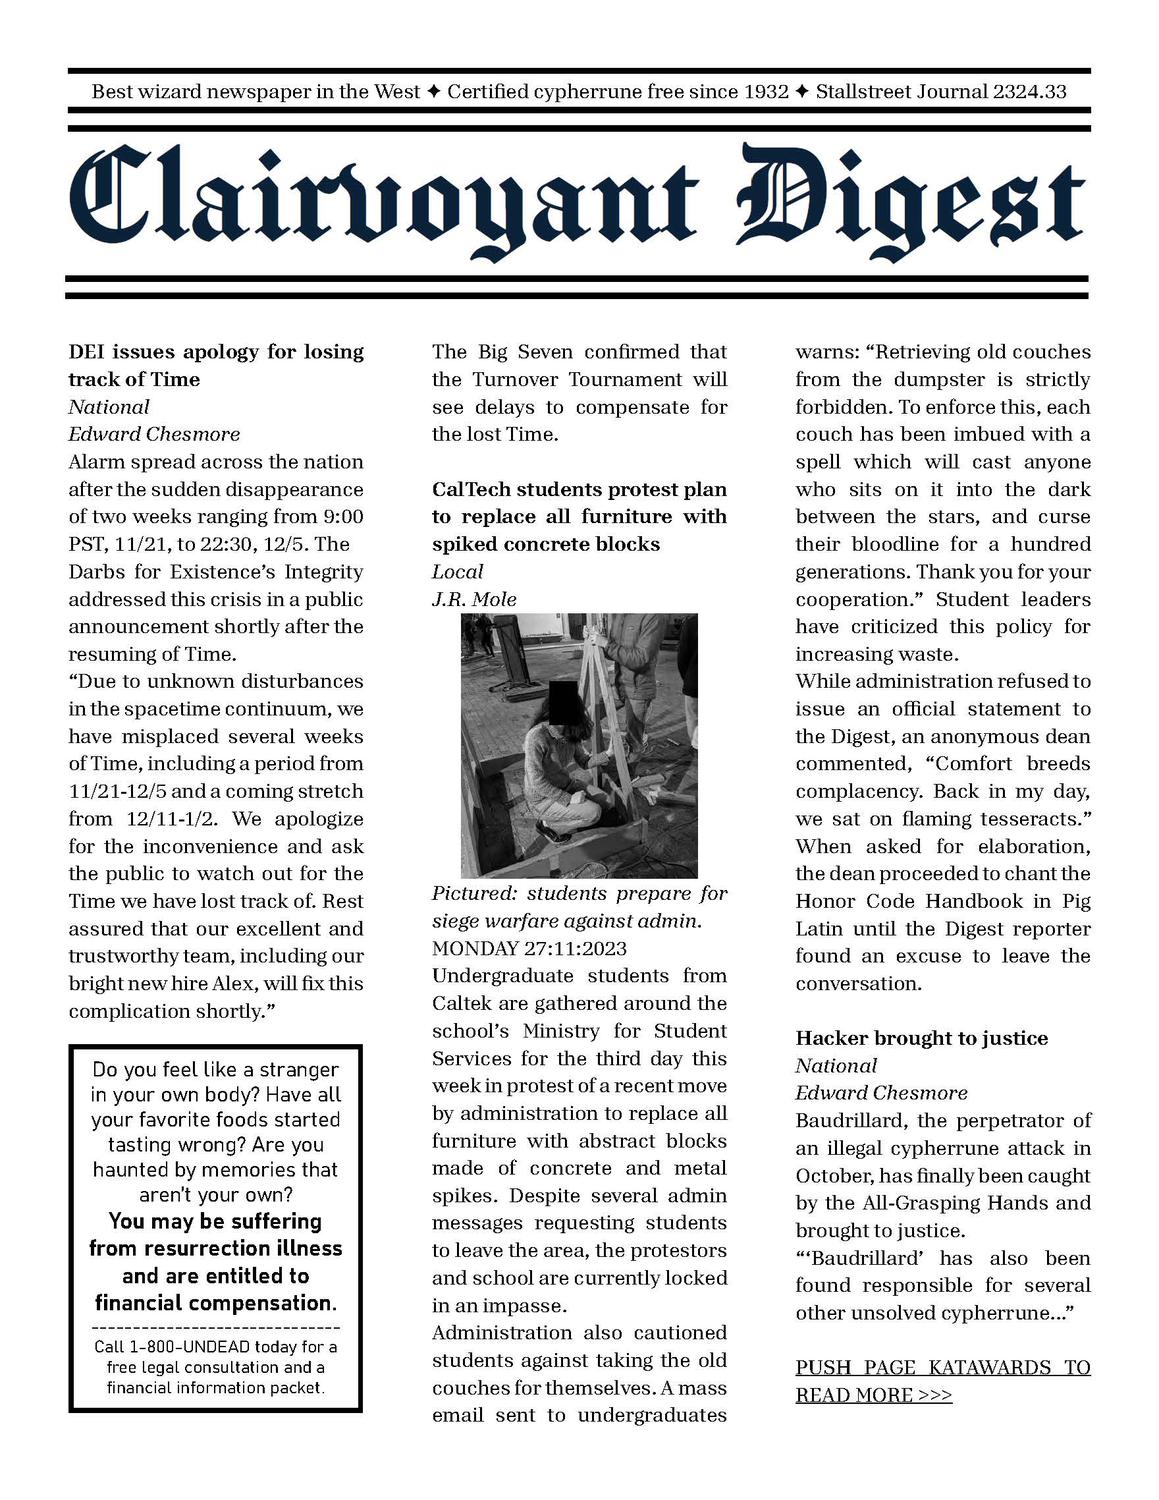 Best wizard newspaper in the West ✦ Certified cypherrune free since 1932 ✦ Stallstreet Journal 2324.33
Clairvoyant Digest
DEI issues apology for losing
track of Time
National
Edward Chesmore
Alarm spread across the nation
after the sudden disappearance
of two weeks ranging from 9:00
PST, 11/21, to 22:30, 12/5. The
Darbs for Existence's Integrity
addressed this crisis in a public
announcement shortly after the
resuming of Time.
“Due to unknown disturbances
in the spacetime continuum, we
have misplaced several weeks
of Time, including a period from
11/21-12/5 and a coming stretch
from 12/11-1/2. We apologize
for the inconvenience and ask
the public to watch out for the
Time we have lost track of. Rest
assured that our excellent and
trustworthy team, including our
bright new hire Alex, will fix this
complication shortly.”
Do you feel like a stranger
in your own body? Have all
your favorite foods started
tasting wrong? Are you
haunted by memories that
aren't your own?
You may be suffering
from resurrection illness
and are entitled to
financial compensation.
------------------------------
Call 1-800-UNDEAD today for a
free legal consultation and a
financial information packet.
The Big Seven confirmed that
the Turnover Tournament will
see delays to compensate for
the lost Time.
CalTech students protest plan
to replace all furniture with
spiked concrete blocks
Local
J.R. Mole
Pictured: students prepare for
siege warfare against admin.
MONDAY 27:11:2023
Undergraduate students from
Caltek are gathered around the
school's Ministry for Student
Services for the third day this
week in protest of a recent move
by administration to replace all
furniture with abstract blocks
made of concrete and metal
spikes. Despite several admin
messages requesting students
to leave the area, the protestors
and school are currently locked
in an impasse.
Administration also cautioned
students against taking the old
couches for themselves. A mass
email sent to undergraduates
warns: “Retrieving old couches
from the dumpster is strictly
forbidden. To enforce this, each
couch has been imbued with a
spell which will cast anyone
who sits on it into the dark
between the stars, and curse
their bloodline for a hundred
generations. Thank you for your
cooperation.” Student leaders
have criticized this policy for
increasing waste.
While administration refused to
issue an official statement to
the Digest, an anonymous dean
commented, “Comfort breeds
complacency. Back in my day,
we sat on flaming tesseracts.”
When asked for elaboration,
the dean proceeded to chant the
Honor Code Handbook in Pig
Latin until the Digest reporter
found an excuse to leave the
conversation.
Hacker brought to justice
National
Edward Chesmore
Baudrillard, the perpetrator of
an illegal cypherrune attack in
October, has finally been caught
by the All-Grasping Hands and
brought to justice.
“‘Baudrillard’ has also been
found responsible for several
other unsolved cypherrune...”
PUSH PAGE KATAWARDS TO
READ MORE >>>